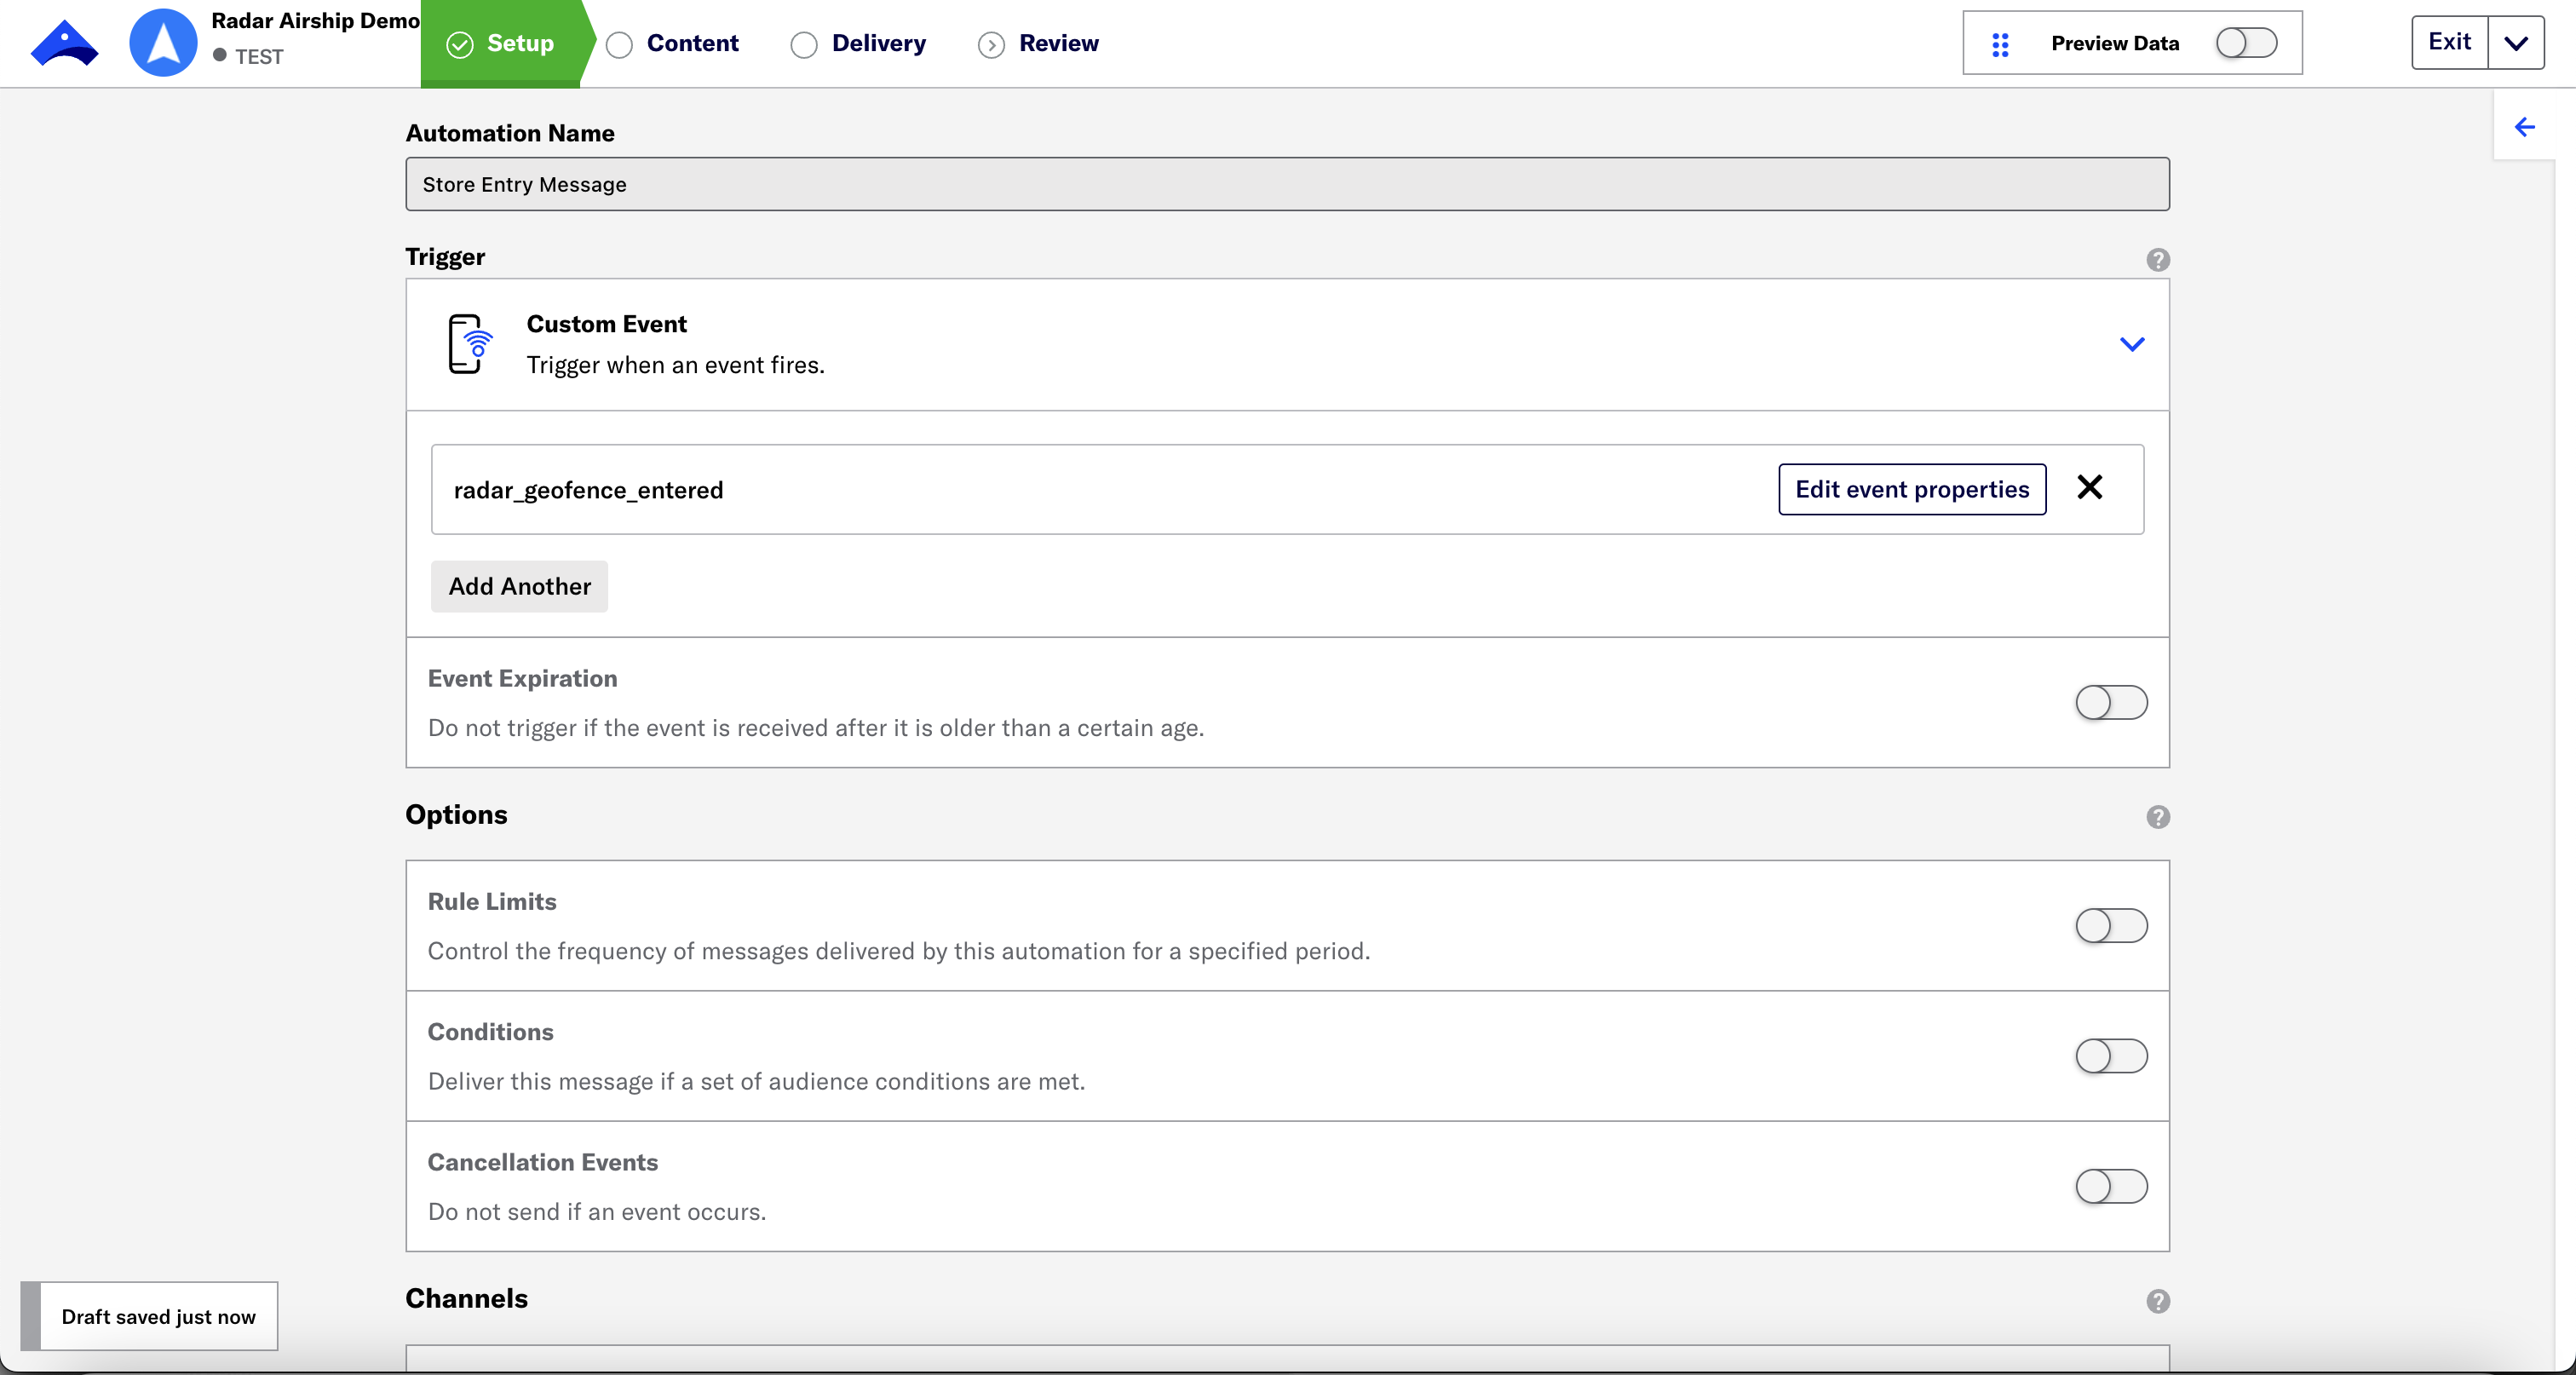 Radar Airship Demo
TEST
Setup
Content
Delivery
Review
Preview Data
Exit
Automation Name
Store Entry Message
Trigger
?
Custom Event
Trigger when an event fires.
radar_geofence_entered
Edit event properties
Add Another
Event Expiration
Do not trigger if the event is received after it is older than a certain age.
Options
?
Rule Limits
Control the frequency of messages delivered by this automation for a specified period.
Conditions
Deliver this message if a set of audience conditions are met.
Cancellation Events
Do not send if an event occurs.
Channels
?
Draft saved just now